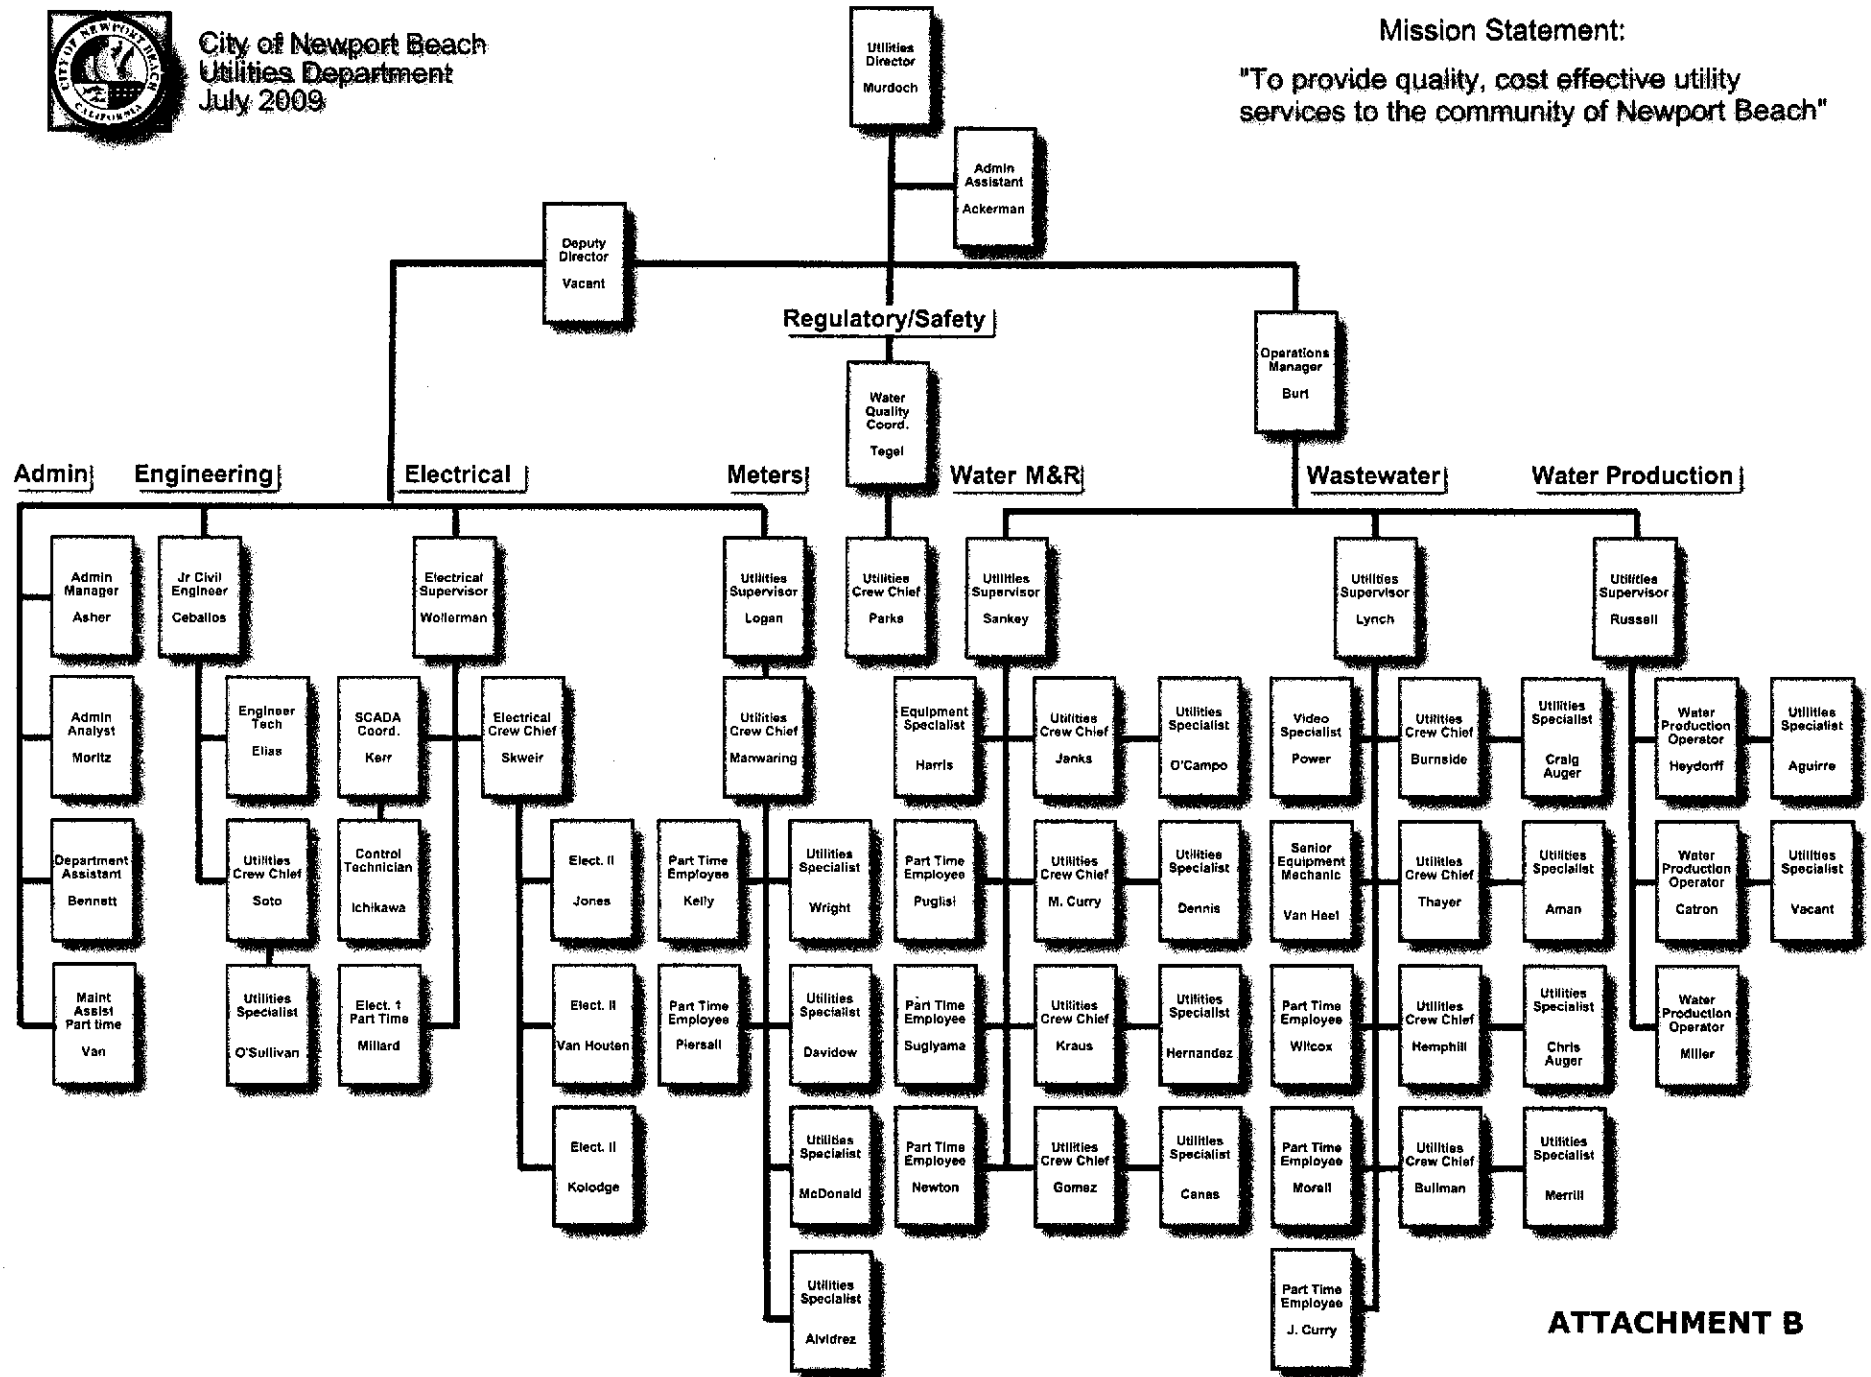 CITY OF NEWPORT BEACH
CALIFORNIA
City of Newport Beach
Utilities Department
July 2009
Mission Statement:
"To provide quality, cost effective utility
services to the community of Newport Beach"
Utilities
Director
Murdoch
Admin
Assistant
Ackerman
Deputy
Director
Vacant
Regulatory/Safety
Operations
Manager
Burt
Water
Quality
Coord.
Tegel
Admin
Engineering
Electrical
Meters
Water M&R
Wastewater
Water Production
Admin
Manager
Asher
Jr Civil
Engineer
Ceballos
Electrical
Supervisor
Wollerman
Utilities
Supervisor
Logan
Utilities
Crew Chief
Parks
Utilities
Supervisor
Sankey
Utilities
Supervisor
Lynch
Utilities
Supervisor
Russell
Admin
Analyst
Moritz
Engineer
Tech
Elias
SCADA
Coord.
Kerr
Electrical
Crew Chief
Skweir
Utilities
Crew Chief
Manwaring
Equipment
Specialist
Harris
Utilities
Crew Chief
Janks
Utilities
Specialist
O'Campo
Video
Specialist
Power
Utilities
Crew Chief
Burnside
Utilities
Specialist
Craig
Auger
Water
Production
Operator
Heydorff
Utilities
Specialist
Aguirre
Department
Assistant
Bennett
Utilities
Crew Chief
Soto
Control
Technician
Ichikawa
Elect. II
Jones
Part Time
Employee
Kelly
Utilities
Specialist
Wright
Part Time
Employee
Puglisi
Utilities
Crew Chief
M. Curry
Utilities
Specialist
Dennis
Senior
Equipment
Mechanic
Van Heel
Utilities
Crew Chief
Thayer
Utilities
Specialist
Aman
Water
Production
Operator
Catron
Utilities
Specialist
Vacant
Maint
Assist
Part time
Van
Utilities
Specialist
O'Sullivan
Elect. 1
Part Time
Millard
Elect. II
Van Houten
Part Time
Employee
Piersall
Utilities
Specialist
Davidow
Part Time
Employee
Sugiyama
Utilities
Crew Chief
Kraus
Utilities
Specialist
Hernandez
Part Time
Employee
Wilcox
Utilities
Crew Chief
Hemphill
Utilities
Specialist
Chris
Auger
Water
Production
Operator
Miller
Elect. II
Kolodge
Utilities
Specialist
McDonald
Part Time
Employee
Newton
Utilities
Crew Chief
Gomez
Utilities
Specialist
Canas
Part Time
Employee
Morall
Utilities
Crew Chief
Bullman
Utilities
Specialist
Merrill
Utilities
Specialist
Alvidrez
Part Time
Employee
J. Curry
ATTACHMENT B